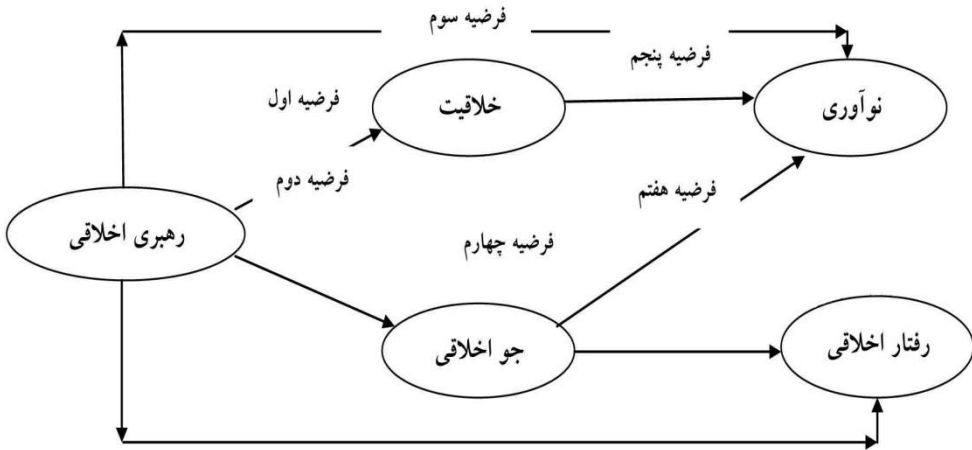 فرضیه سوم
فرضیه پنجم
خلاقیت
نوآوری
فرضیه اول
فرضیه دوم
فرضیه هفتم
رهبری اخلاقی
فرضیه چهارم
جو اخلاقی
رفتار اخلاقی